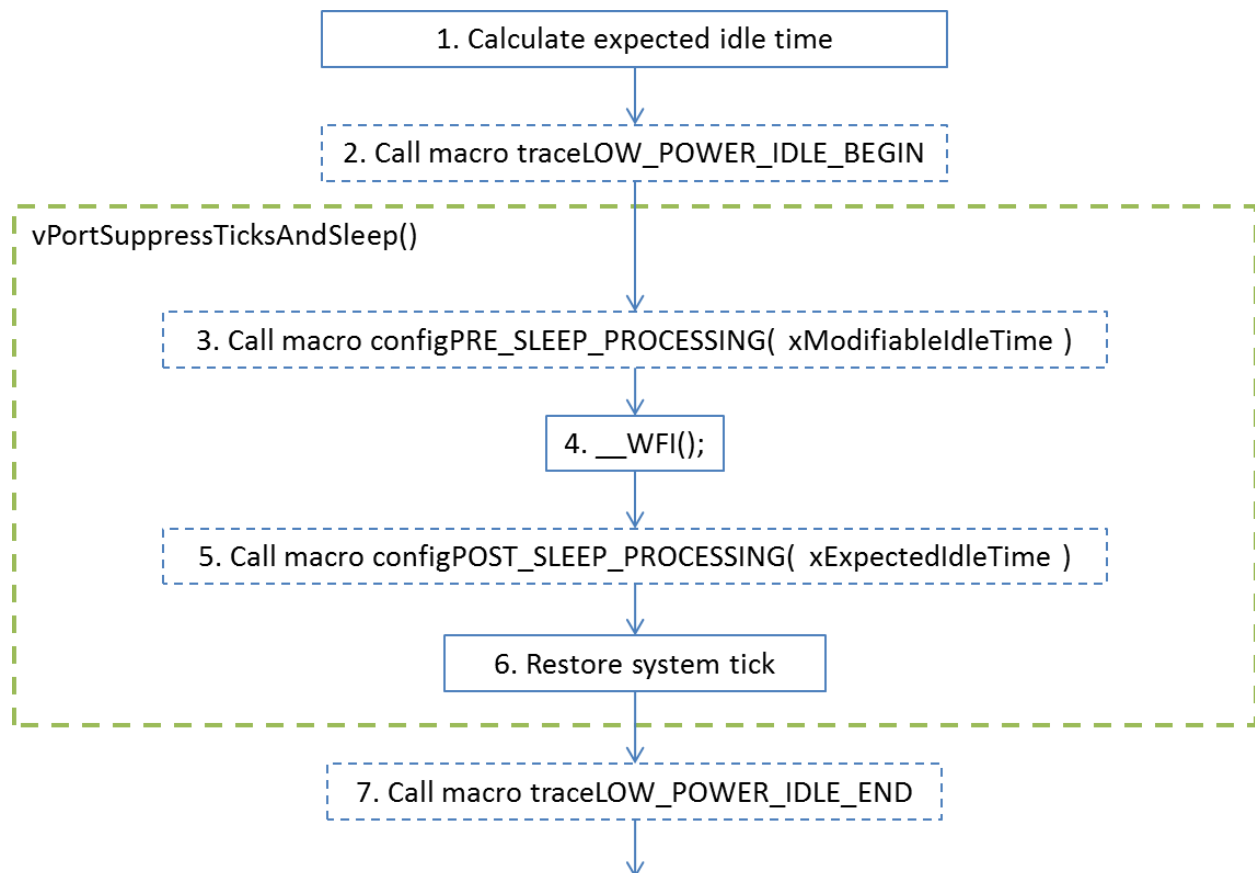 1. Calculate expected idle time
2. Call macro traceLOW_POWER_IDLE_BEGIN
vPortSuppressTicksAndSleep()
3. Call macro configPRE_SLEEP_PROCESSING( xModifiableIdleTime )
4. __WFI();
5. Call macro configPOST_SLEEP_PROCESSING( xExpectedIdleTime )
6. Restore system tick
7. Call macro traceLOW_POWER_IDLE_END